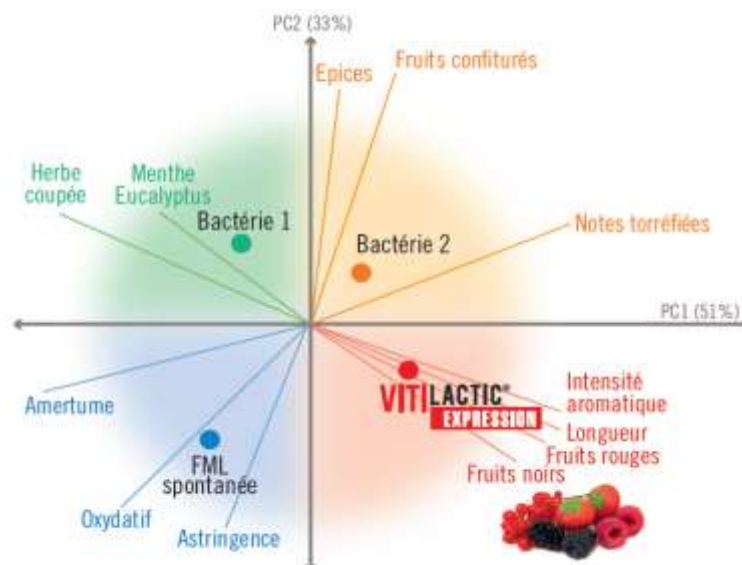 PC2 (33%)
Epices
Fruits confiturés
Herbe
coupée
Menthe
Eucalyptus
Bactérie 1
Bactérie 2
Notes torréfiées
PC1 (51%)
Amertume
VITILACTIC®
EXPRESSION
Intensité
aromatique
Longueur
Fruits rouges
Fruits noirs
FML
spontanée
Oxydatif
Astringence